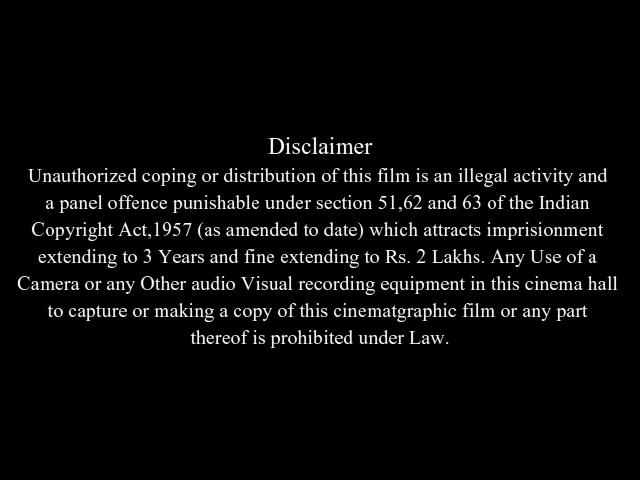 Disclaimer
Unauthorized coping or distribution of this film is an illegal activity and
a panel offence punishable under section 51,62 and 63 of the Indian
Copyright Act,1957 (as amended to date) which attracts imprisionment
extending to 3 Years and fine extending to Rs. 2 Lakhs. Any Use of a
Camera or any Other audio Visual recording equipment in this cinema hall
to capture or making a copy of this cinematgraphic film or any part
thereof is prohibited under Law.